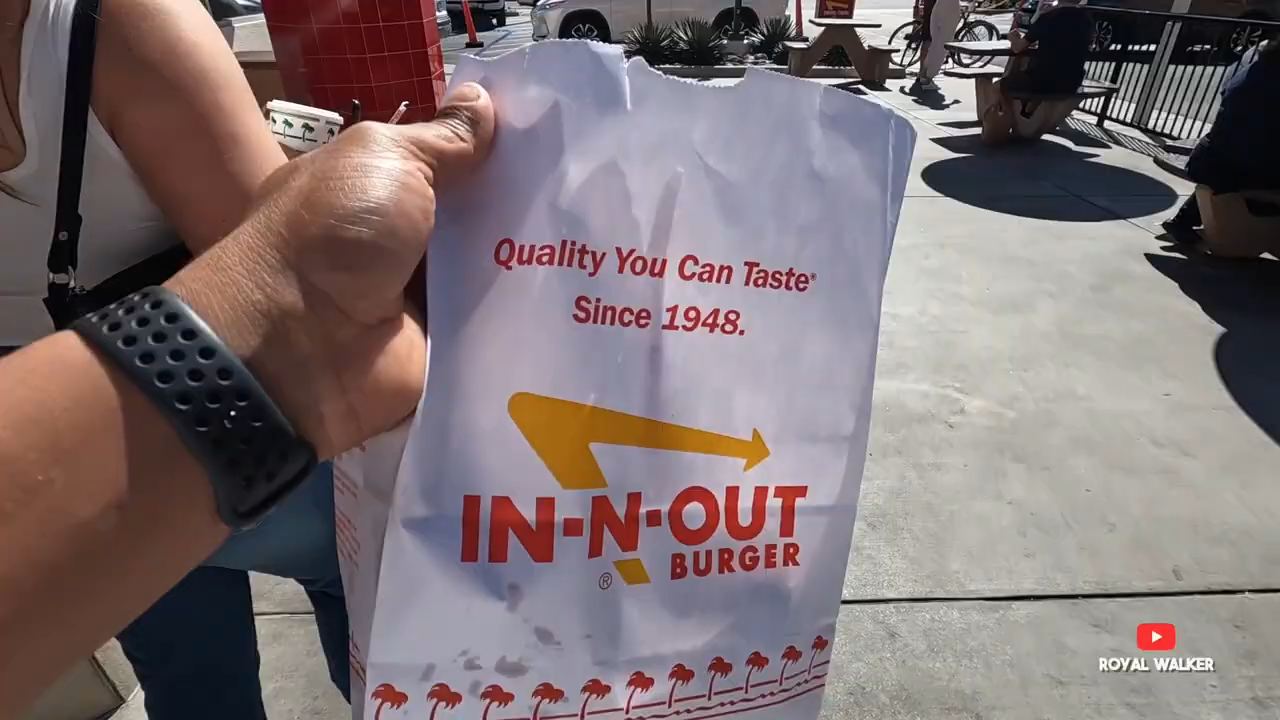 Quality You Can Taste®
Since 1948.
IN-N-OUT
BURGER
®
ROYAL WALKER